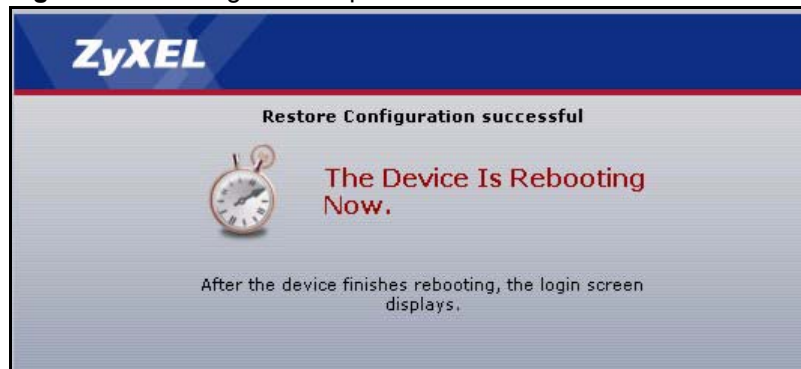 ZyXEL
Restore Configuration successful
The Device Is Rebooting
Now.
After the device finishes rebooting, the login screen
displays.